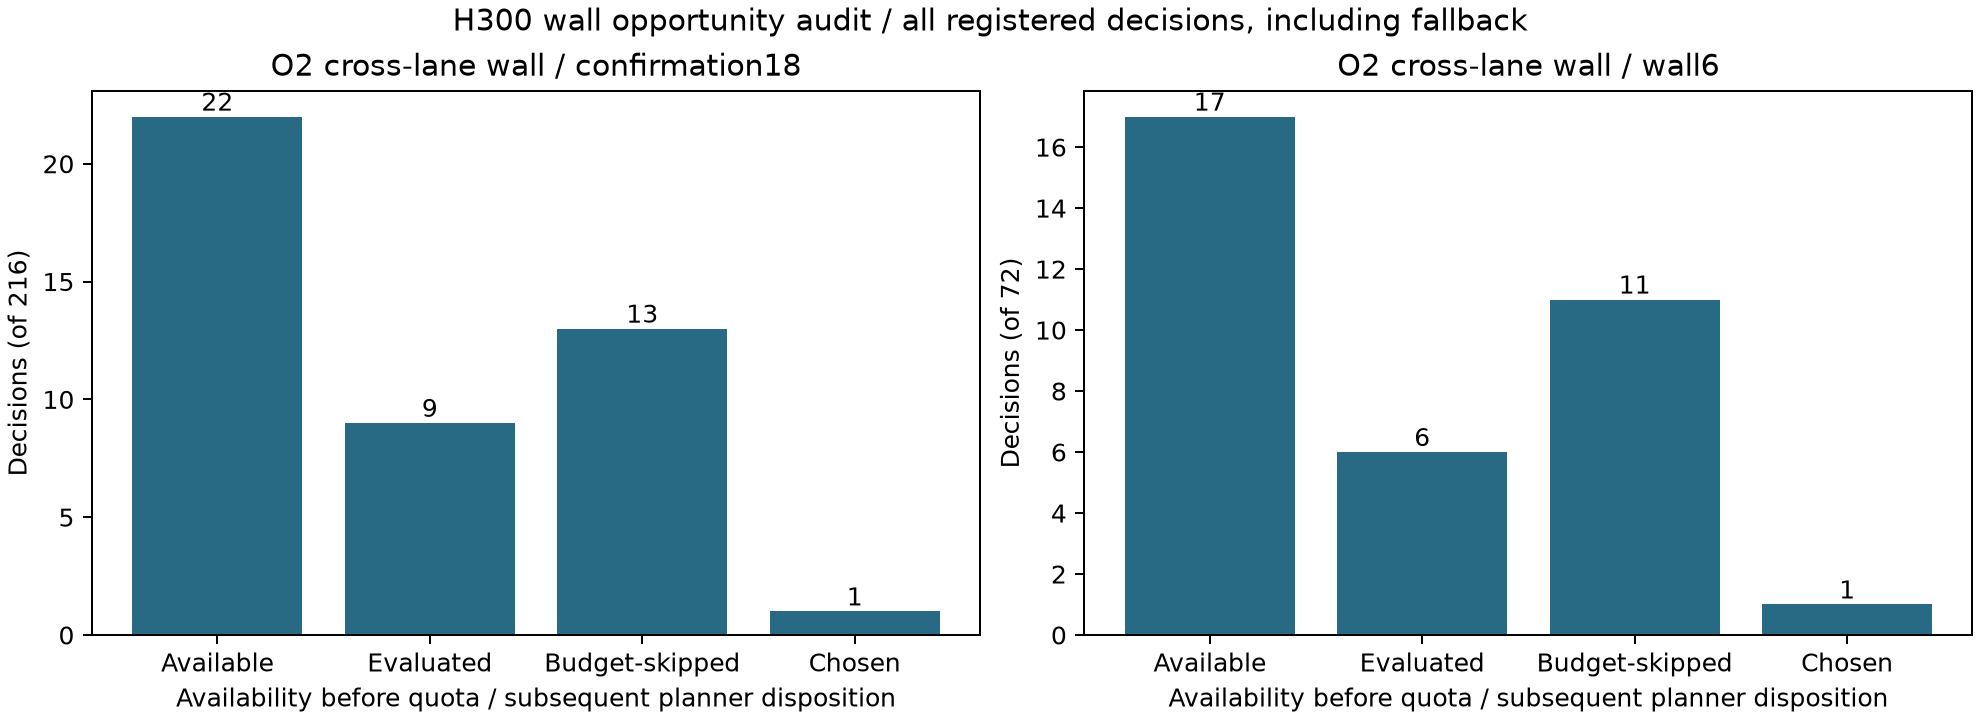 H300 wall opportunity audit / all registered decisions, including fallback
O2 cross-lane wall / confirmation18
Decisions (of 216)
20
15
10
5
0
22
9
13
1
Available
Evaluated
Budget-skipped
Chosen
Availability before quota / subsequent planner disposition
O2 cross-lane wall / wall6
Decisions (of 72)
16
14
12
10
8
6
4
2
0
17
6
11
1
Available
Evaluated
Budget-skipped
Chosen
Availability before quota / subsequent planner disposition